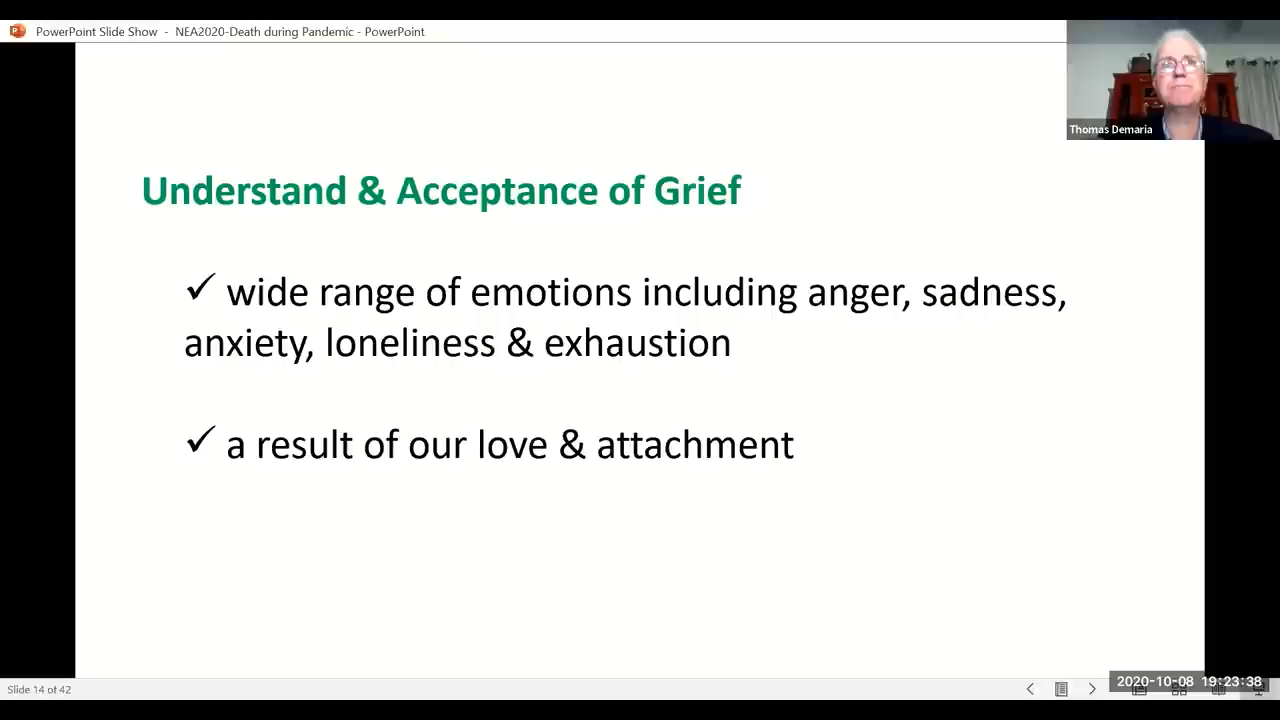 PowerPoint Slide Show - NEA2020-Death during Pandemic - PowerPoint
Thomas Demaria
Understand & Acceptance of Grief
✓ wide range of emotions including anger, sadness,
anxiety, loneliness & exhaustion
✓ a result of our love & attachment
Slide 14 of 42
2020-10-08 19:23:38